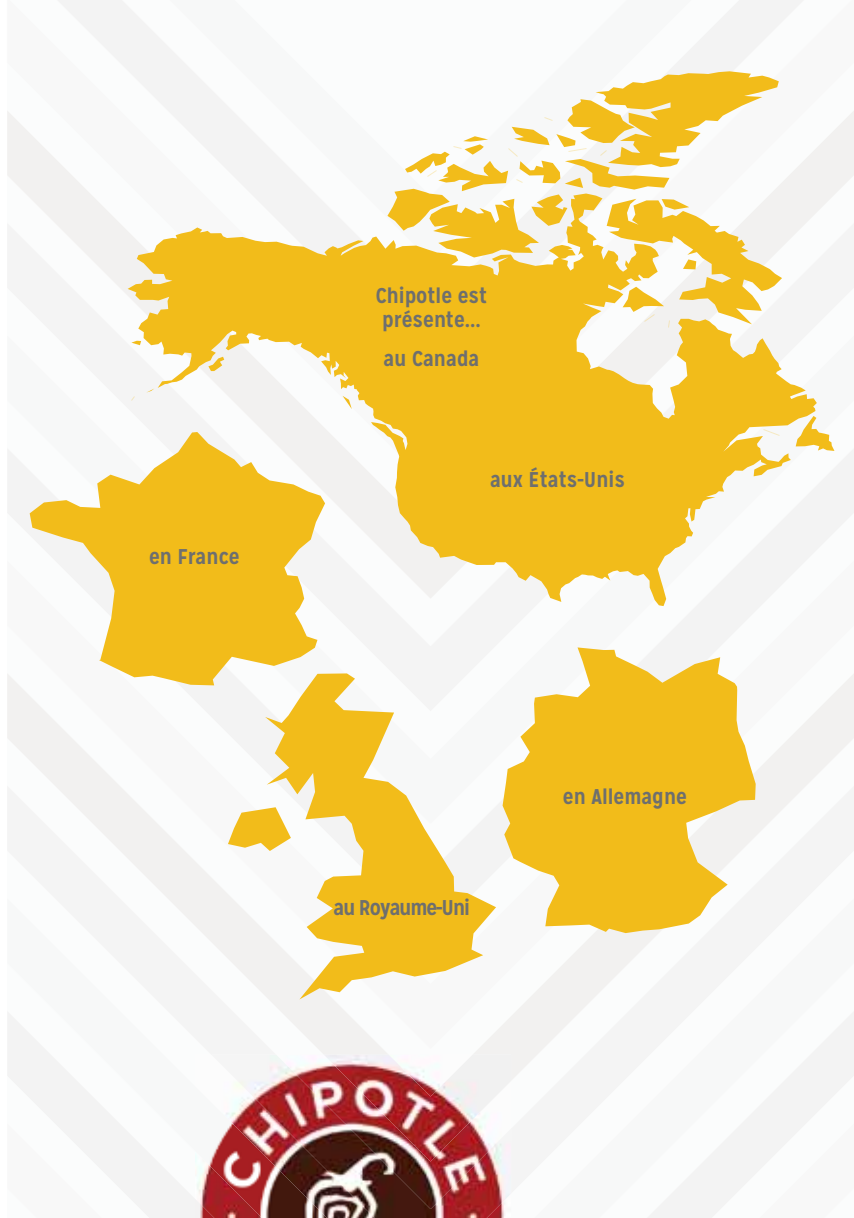 Chipotle est
présente...
au Canada
aux États-Unis
en France
en Allemagne
au Royaume-Uni
CHIPOTLE